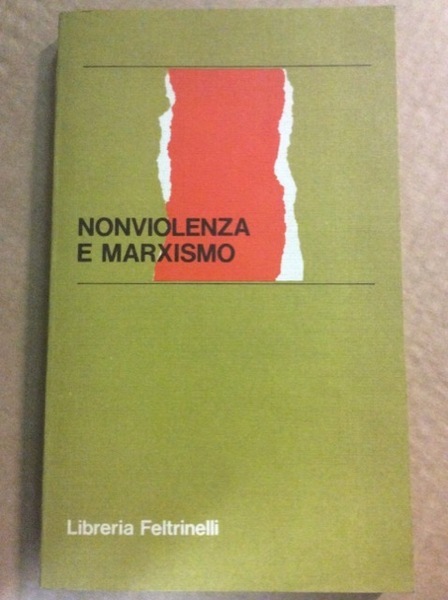 NONVIOLENZA
E MARXISMO
Libreria Feltrinelli